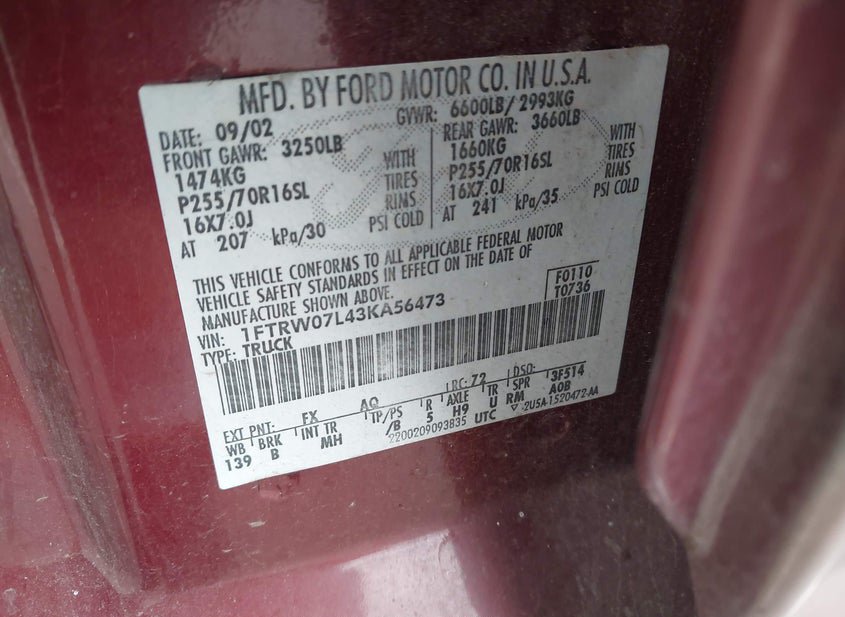 MFD. BY FORD MOTOR CO. IN U.S.A.
DATE: 09/02 GVWR: 6600LB/ 2993KG
FRONT GAWR: 3250LB REAR GAWR: 3660LB
1474KG WITH 1660KG WITH
P255/70R16SL TIRES P255/70R16SL TIRES
16X7.0J RIMS 16X7.0J RIMS
AT 207 kPa/30 PSI COLD AT 241 kPa/35 PSI COLD
THIS VEHICLE CONFORMS TO ALL APPLICABLE FEDERAL MOTOR
VEHICLE SAFETY STANDARDS IN EFFECT ON THE DATE OF
MANUFACTURE SHOWN ABOVE.
F0110
T0736
VIN: 1FTRW07L43KA56473
TYPE: TRUCK
EXT PNT: FX AQ RC: 72 DSO: 3F514
WB BRK INT TR TP/PS R AXLE TR SPR A0B
139 B MH /B 5 H9 U RM
2200209093835 UTC ▽ -2U5A-1520472-AA